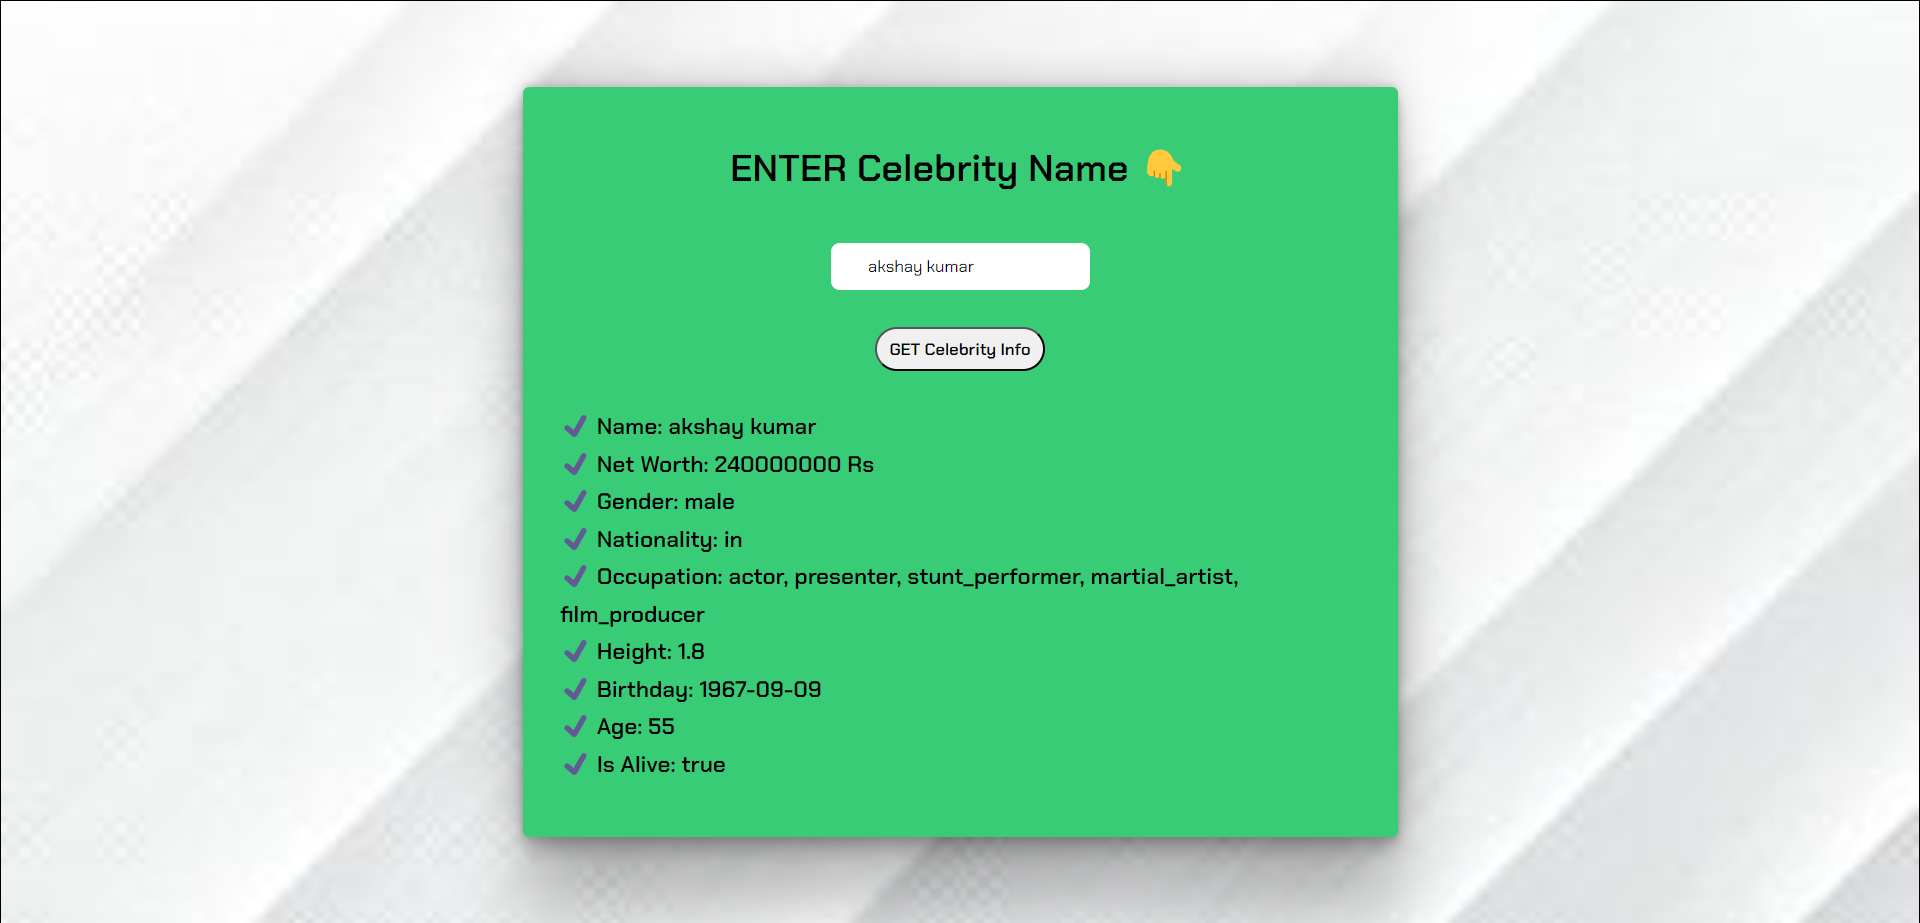 ENTER Celebrity Name 👇
akshay kumar
GET Celebrity Info
✔ Name: akshay kumar
✔ Net Worth: 240000000 Rs
✔ Gender: male
✔ Nationality: in
✔ Occupation: actor, presenter, stunt_performer, martial_artist,
film_producer
✔ Height: 1.8
✔ Birthday: 1967-09-09
✔ Age: 55
✔ Is Alive: true